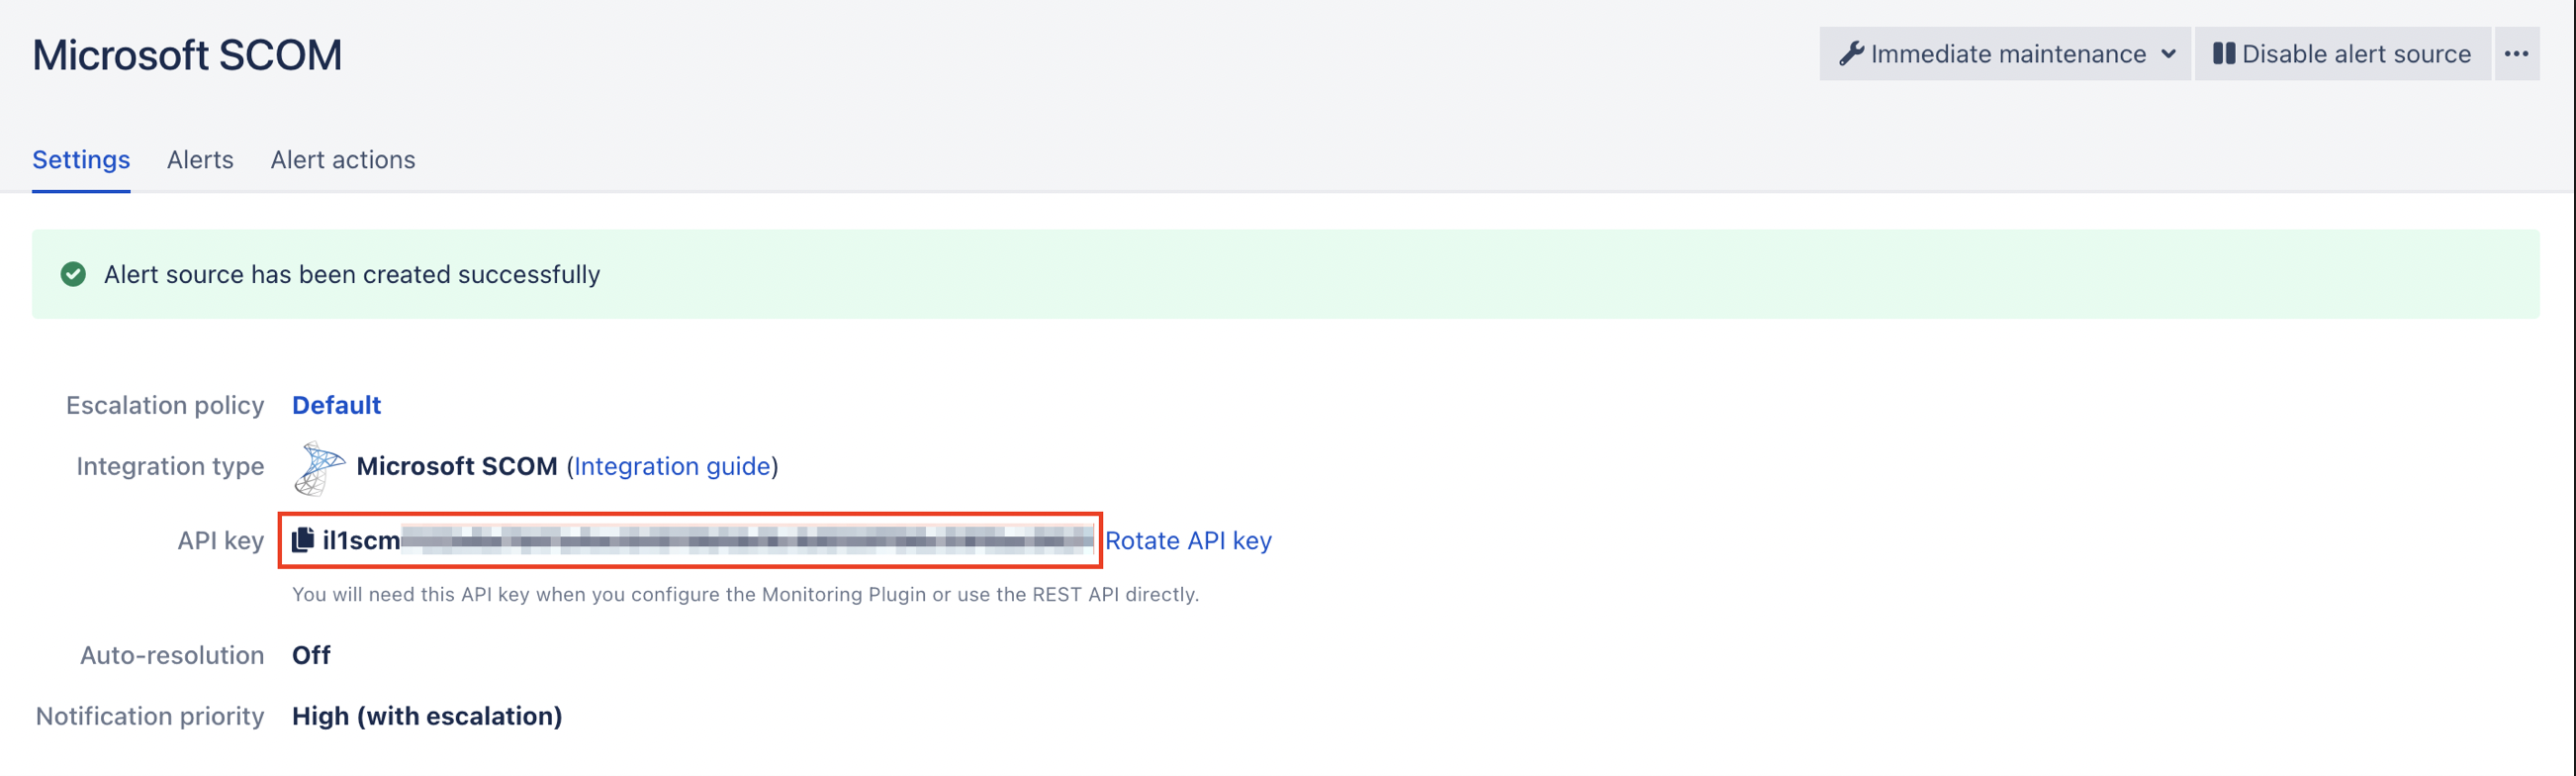 Microsoft SCOM
Immediate maintenance
Disable alert source
Settings
Alerts
Alert actions
Alert source has been created successfully
Escalation policy Default
Integration type Microsoft SCOM (Integration guide)
API key il1scm Rotate API key
You will need this API key when you configure the Monitoring Plugin or use the REST API directly.
Auto-resolution Off
Notification priority High (with escalation)